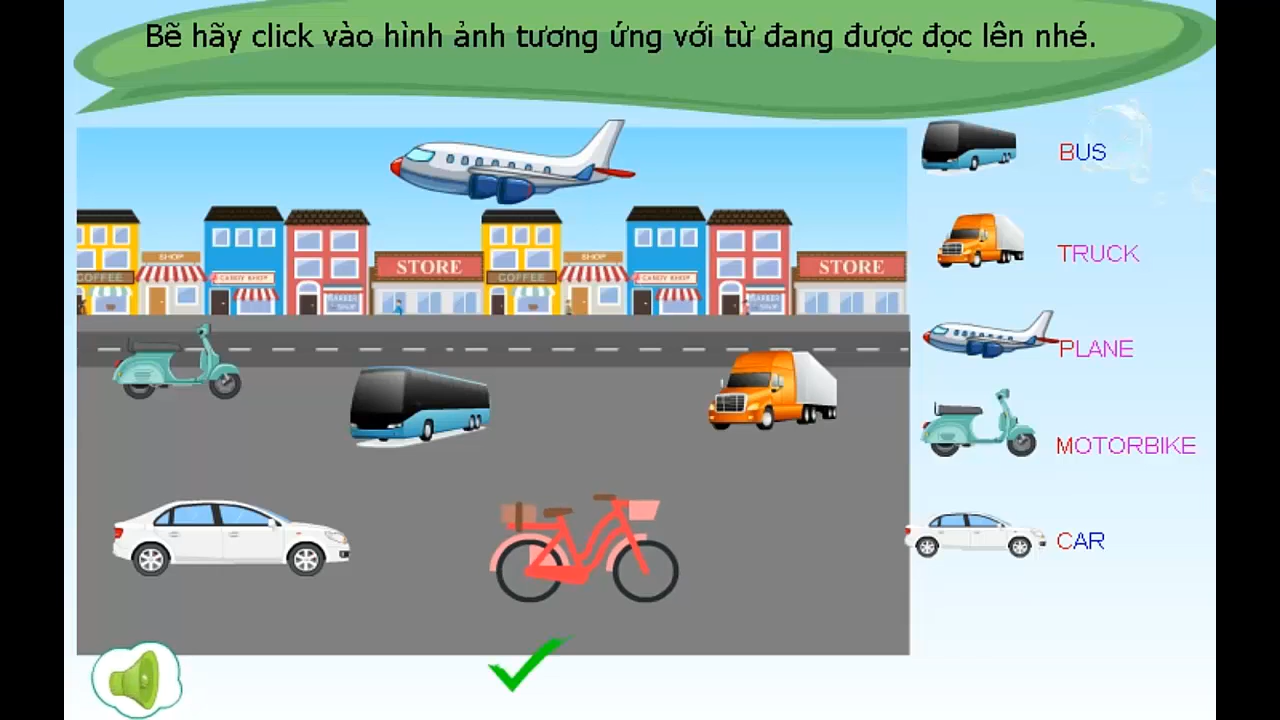 Bẽ hãy click vào hình ảnh tương ứng với từ đang được đọc lên nhé.
BUS
TRUCK
PLANE
MOTORBIKE
CAR
SHOP
SHOP
COFFEE
CANDY SHOP
STORE
COFFEE
CANDY SHOP
STORE